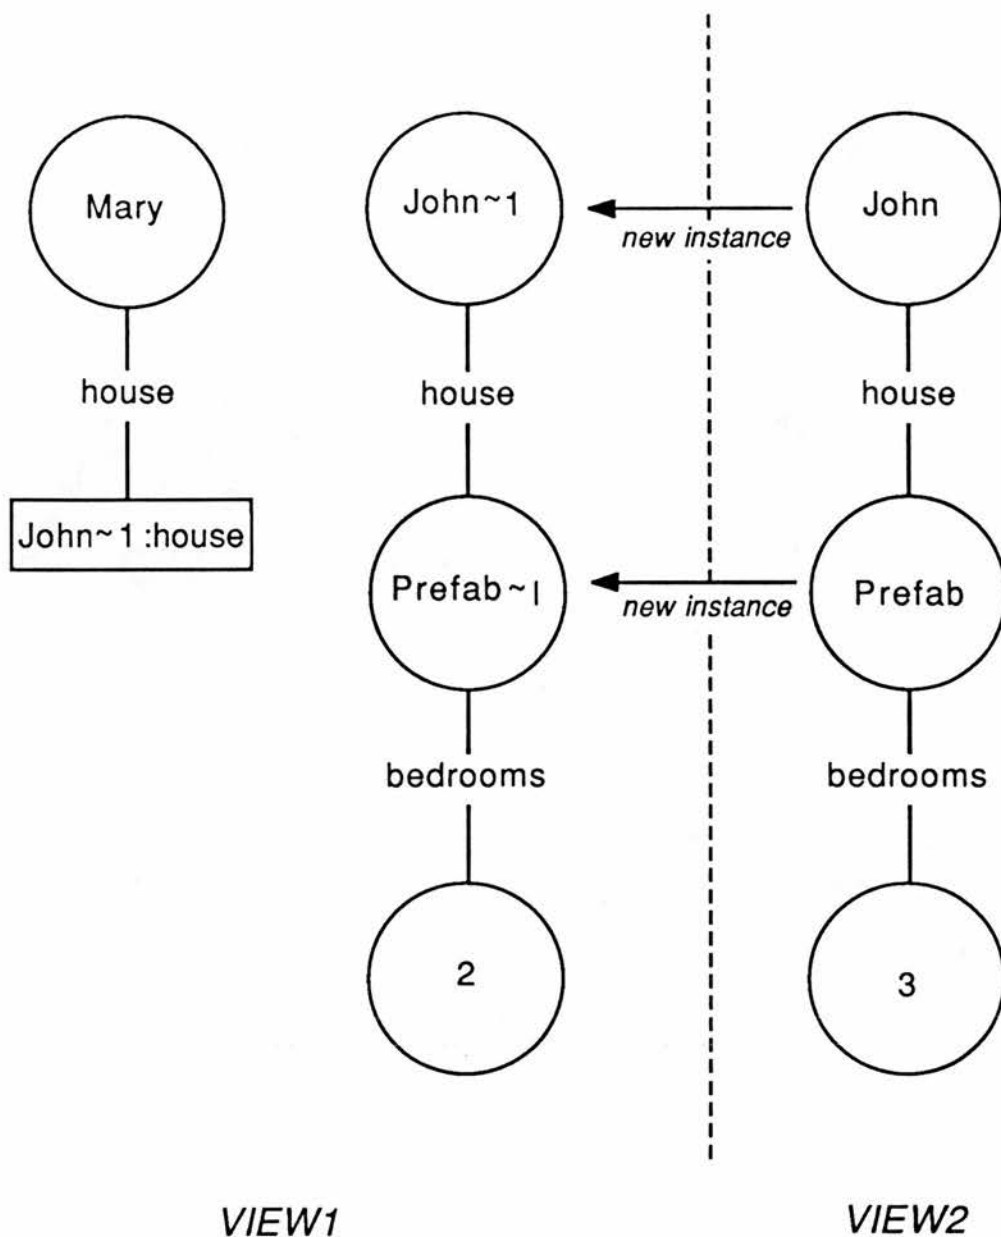 Mary
John~1
John
new instance
house
house
house
John~1:house
Prefab~1
Prefab
new instance
bedrooms
bedrooms
2
3
VIEW1
VIEW2